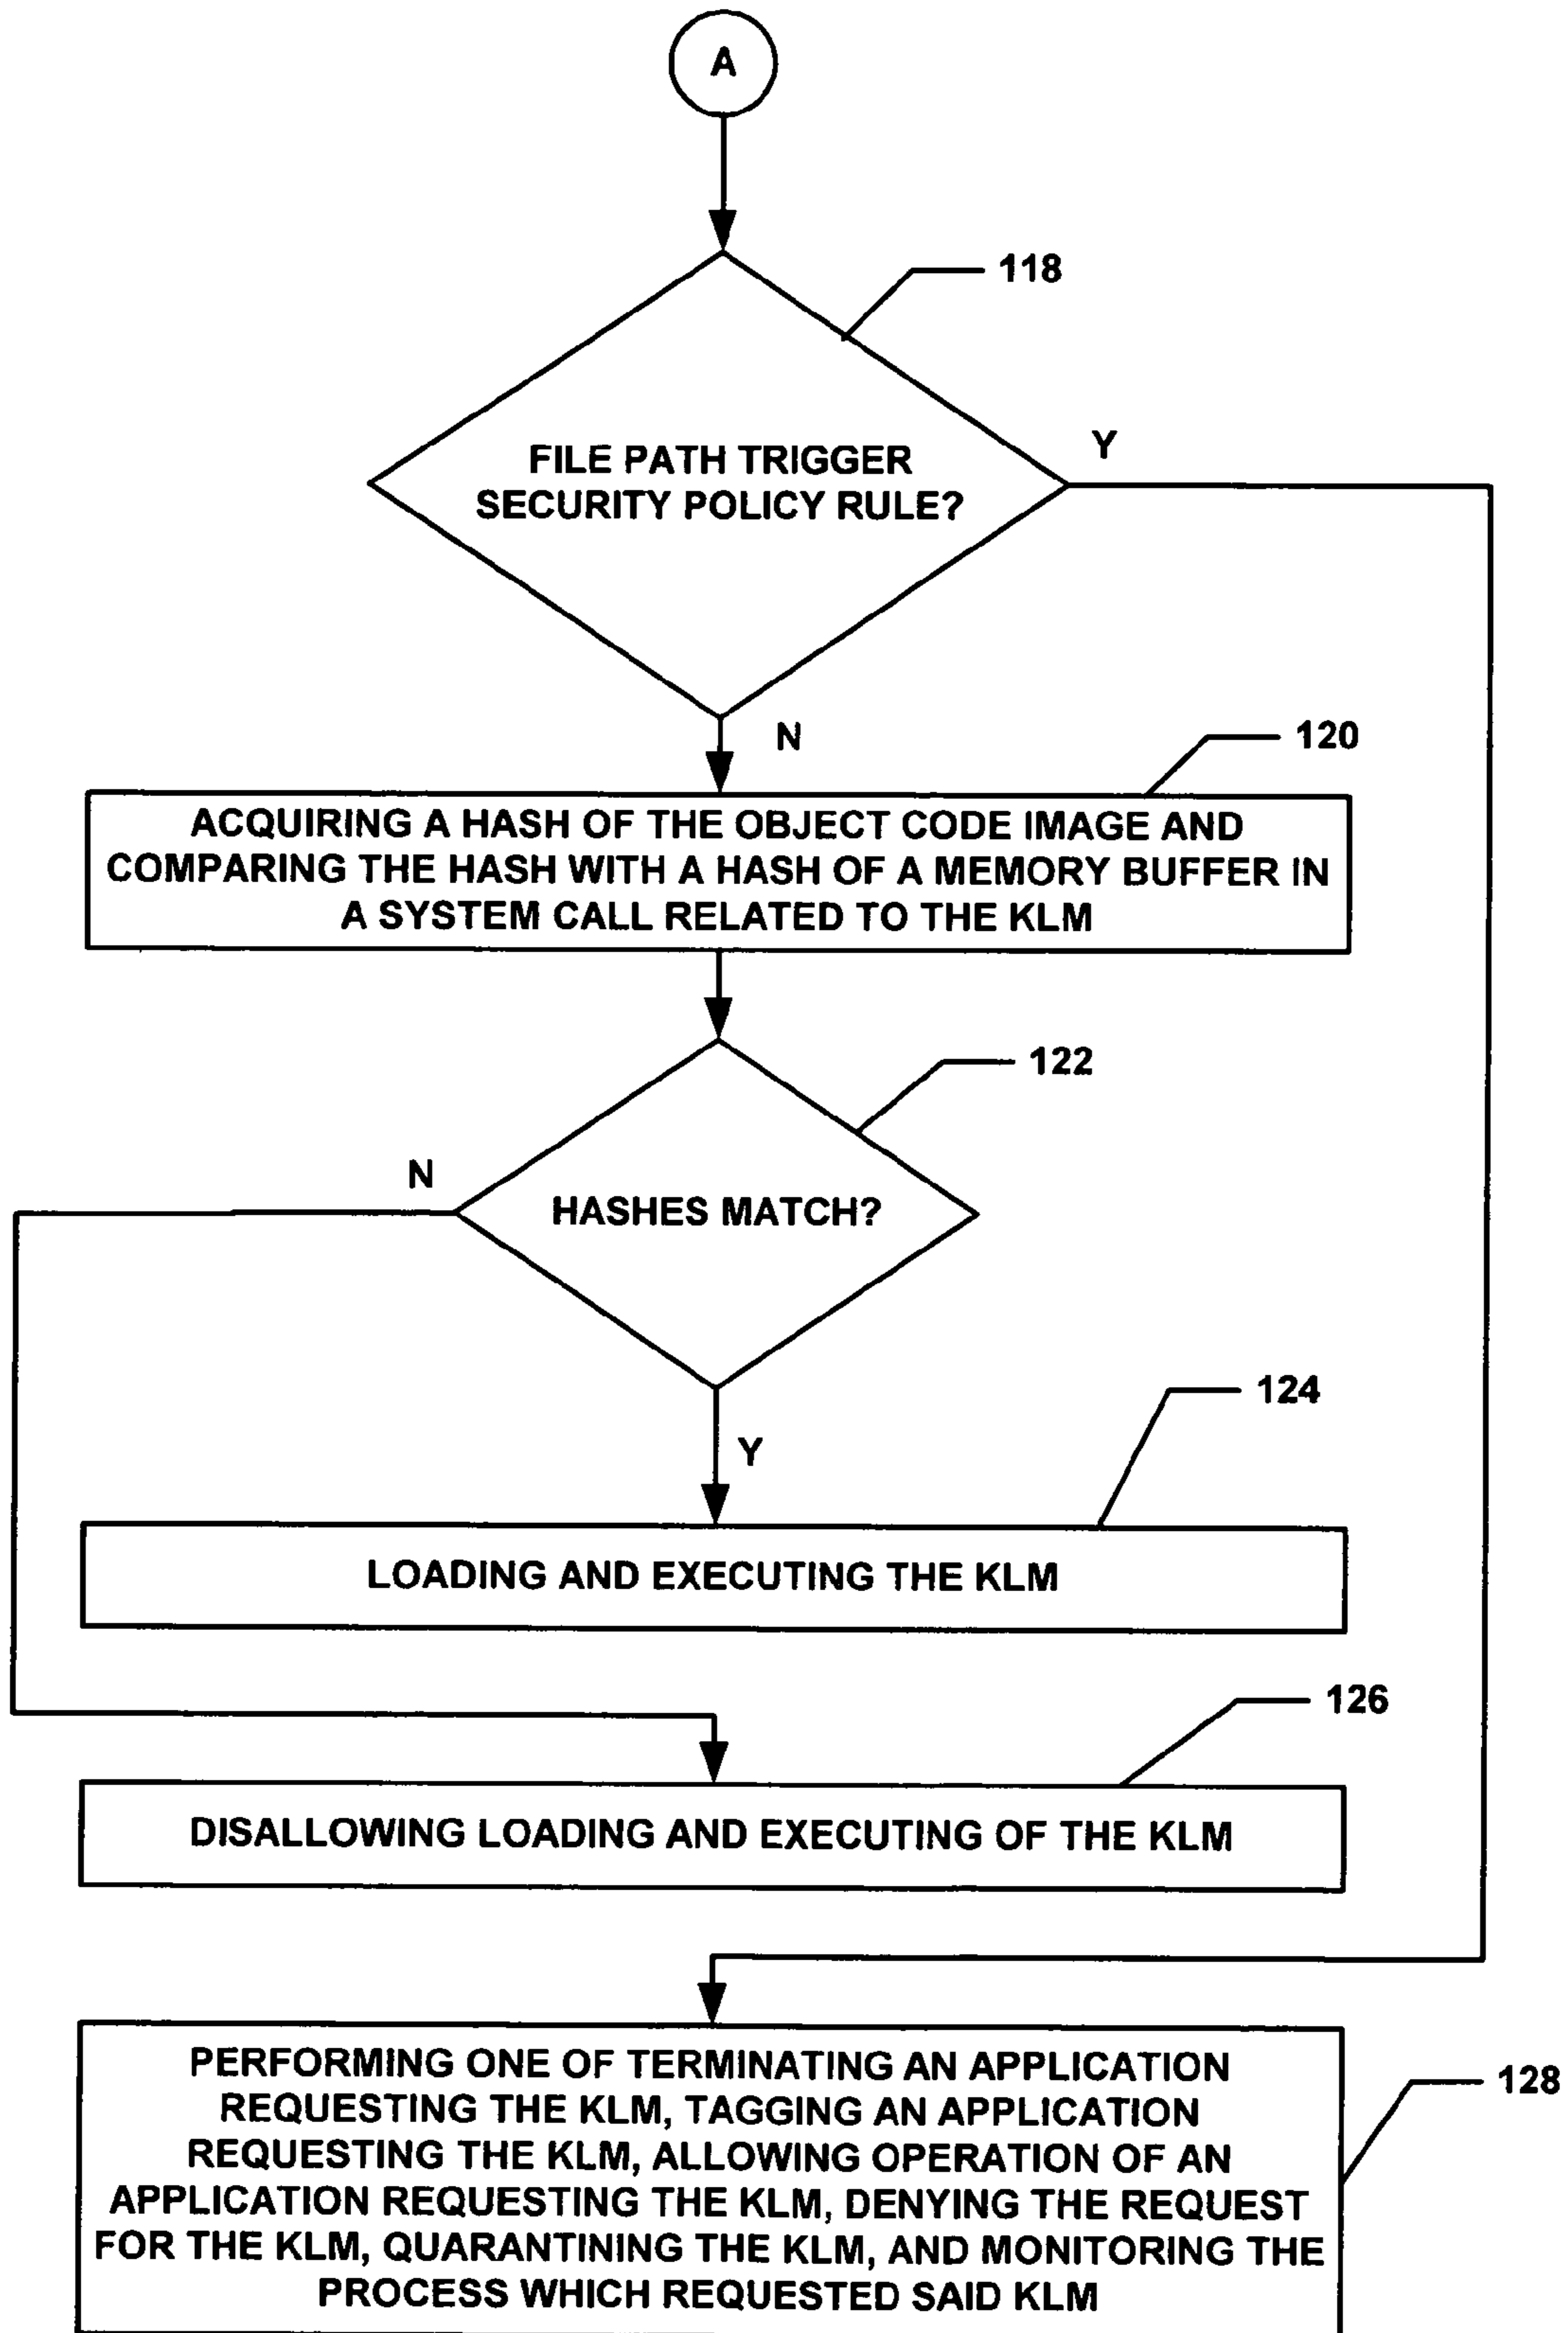 A
118
FILE PATH TRIGGER
SECURITY POLICY RULE?
Y
N
120
ACQUIRING A HASH OF THE OBJECT CODE IMAGE AND
COMPARING THE HASH WITH A HASH OF A MEMORY BUFFER IN
A SYSTEM CALL RELATED TO THE KLM
122
N
HASHES MATCH?
124
Y
LOADING AND EXECUTING THE KLM
126
DISALLOWING LOADING AND EXECUTING OF THE KLM
PERFORMING ONE OF TERMINATING AN APPLICATION
REQUESTING THE KLM, TAGGING AN APPLICATION
REQUESTING THE KLM, ALLOWING OPERATION OF AN
APPLICATION REQUESTING THE KLM, DENYING THE REQUEST
FOR THE KLM, QUARANTINING THE KLM, AND MONITORING THE
PROCESS WHICH REQUESTED SAID KLM
128